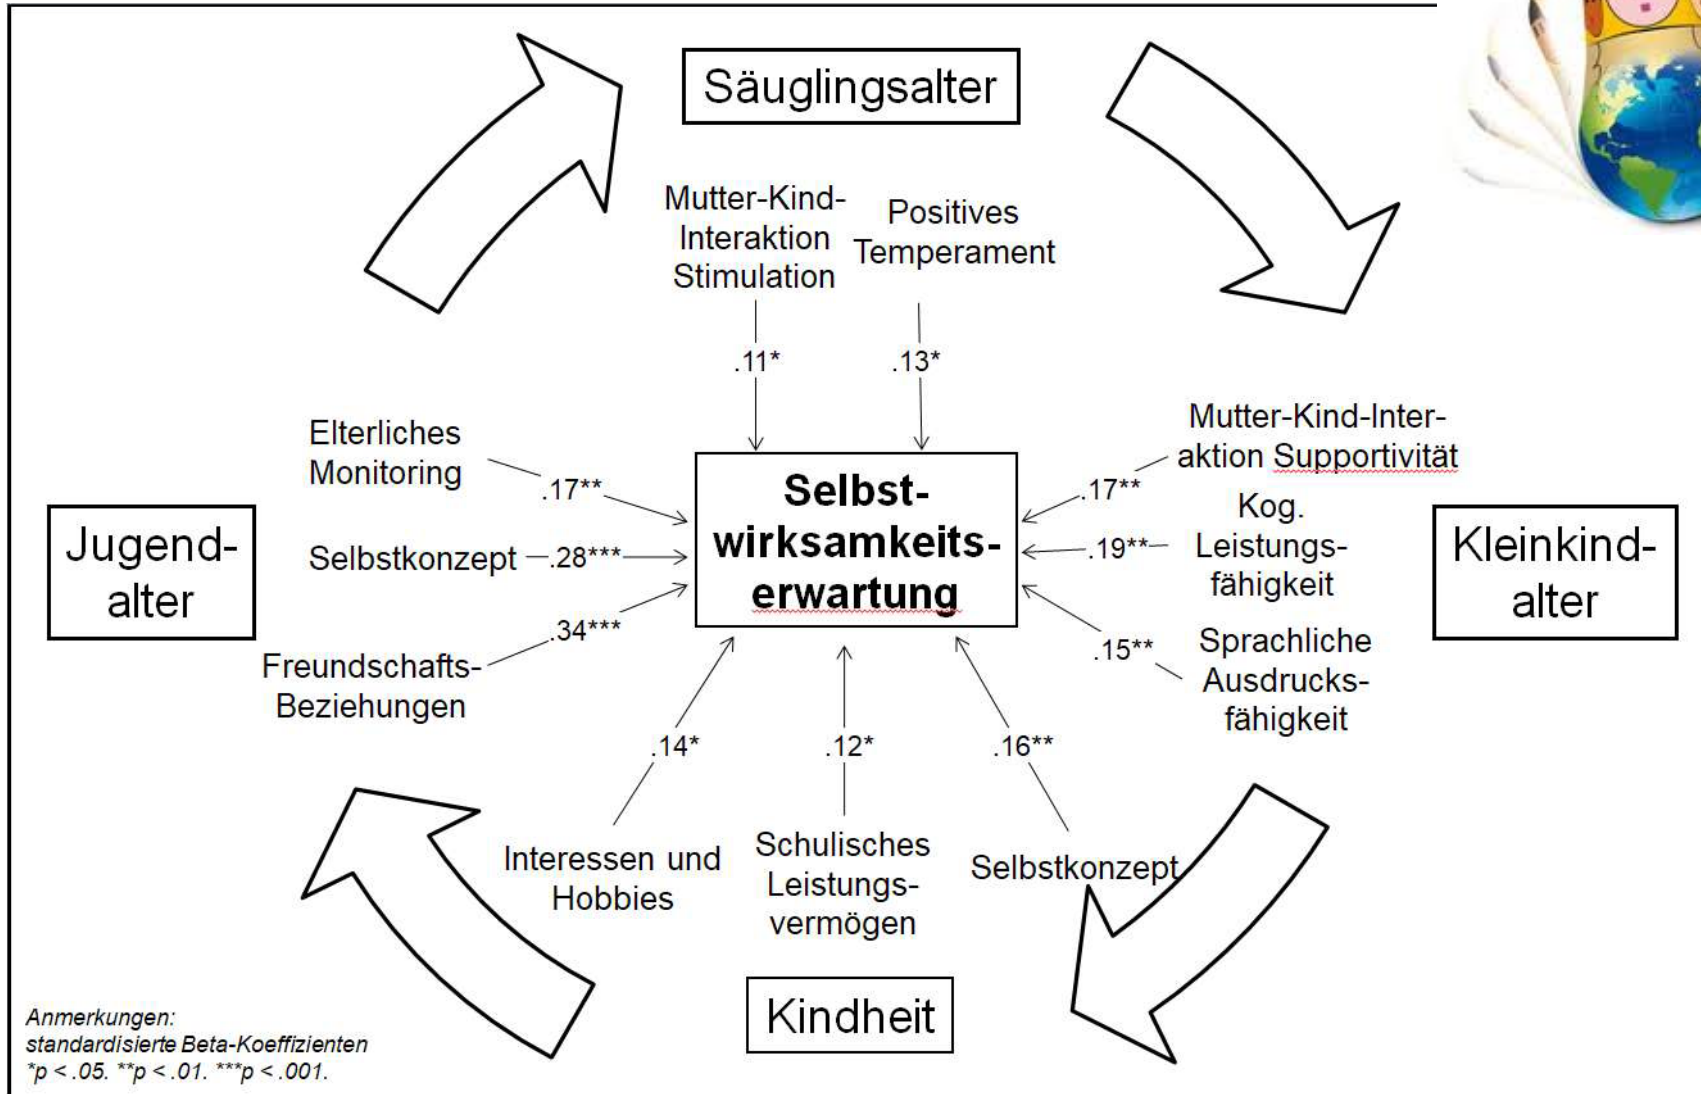 Säuglingsalter
Mutter-Kind-
Interaktion
Stimulation
Positives
Temperament
.11*
.13*
Mutter-Kind-Inter-
aktion Supportivität
.17**
Kog.
Leistungs-
fähigkeit
.19**
Sprachliche
Ausdrucks-
fähigkeit
.15**
Kleinkind-
alter
Selbst-
wirksamkeits-
erwartung
Elterliches
Monitoring
.17**
Selbstkonzept
.28***
Freundschafts-
Beziehungen
.34***
Jugend-
alter
.14*
.12*
.16**
Interessen und
Hobbies
Schulisches
Leistungs-
vermögen
Selbstkonzept
Kindheit
Anmerkungen:
standardisierte Beta-Koeffizienten
*p < .05. **p < .01. ***p < .001.